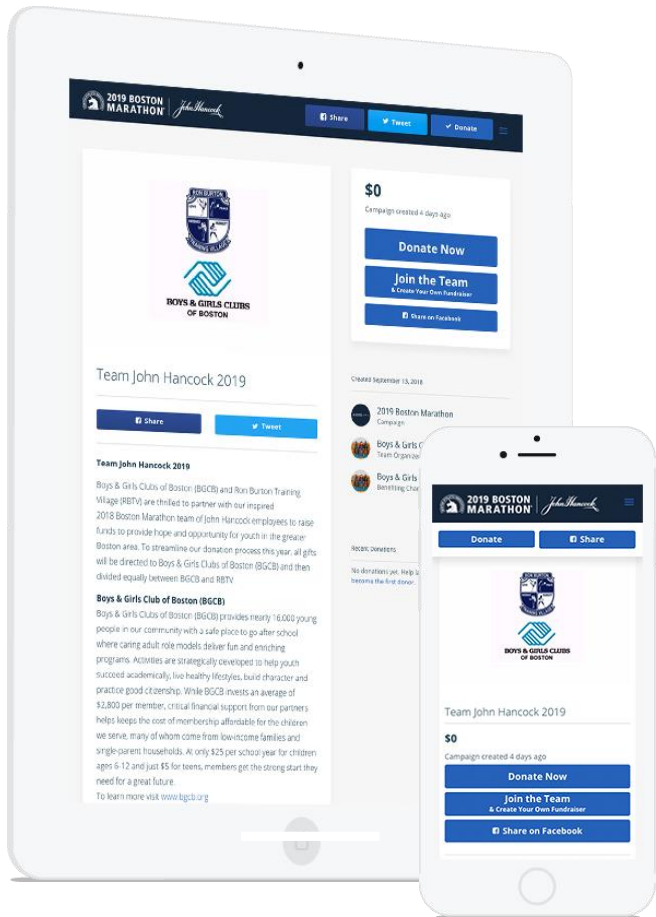 2019 BOSTON
MARATHON
John Hancock
Share
Tweet
Donate
RON BURTON
TRAINING VILLAGE
BOYS & GIRLS CLUBS
OF BOSTON
Team John Hancock 2019
Share
Tweet
Team John Hancock 2019
Boys & Girls Clubs of Boston (BGCB) and Ron Burton Training
Village (RBTV) are thrilled to partner with our inspired
2018 Boston Marathon team of John Hancock employees to raise
funds to provide hope and opportunity for youth in the greater
Boston area. To streamline our donation process this year, all gifts
will be directed to Boys & Girls Clubs of Boston (BGCB) and then
divided equally between BGCB and RBTV
Boys & Girls Club of Boston (BGCB)
Boys & Girls Clubs of Boston (BGCB) provides nearly 16,000 young
people in our community with a safe place to go after school
where caring adult role models deliver fun and enriching
programs. Activities are strategically developed to help youth
succeed academically, live healthy lifestyles, build character and
practice good citizenship. While BGCB invests an average of
$2,800 per member, critical financial support from our partners
helps keeps the cost of membership affordable for the children
we serve, many of whom come from low-income families and
single-parent households. At only $25 per school year for children
ages 6-12 and just $5 for teens, members get the strong start they
need for a great future.
To learn more visit www.bgcb.org
$0
Campaign created 4 days ago
Donate Now
Join the Team
& Create Your Own Fundraiser
Share on Facebook
Created September 13, 2018
2019 Boston Marathon
Campaign
Boys & Girls C
Team Organize
Boys & Girls
Benefiting Char
Recent Donations
No donations yet. Help la
become the first donor.
2019 BOSTON
MARATHON
John Hancock
Donate
Share
BOYS & GIRLS CLUBS
OF BOSTON
Team John Hancock 2019
$0
Campaign created 4 days ago
Donate Now
Join the Team
& Create Your Own Fundraiser
Share on Facebook